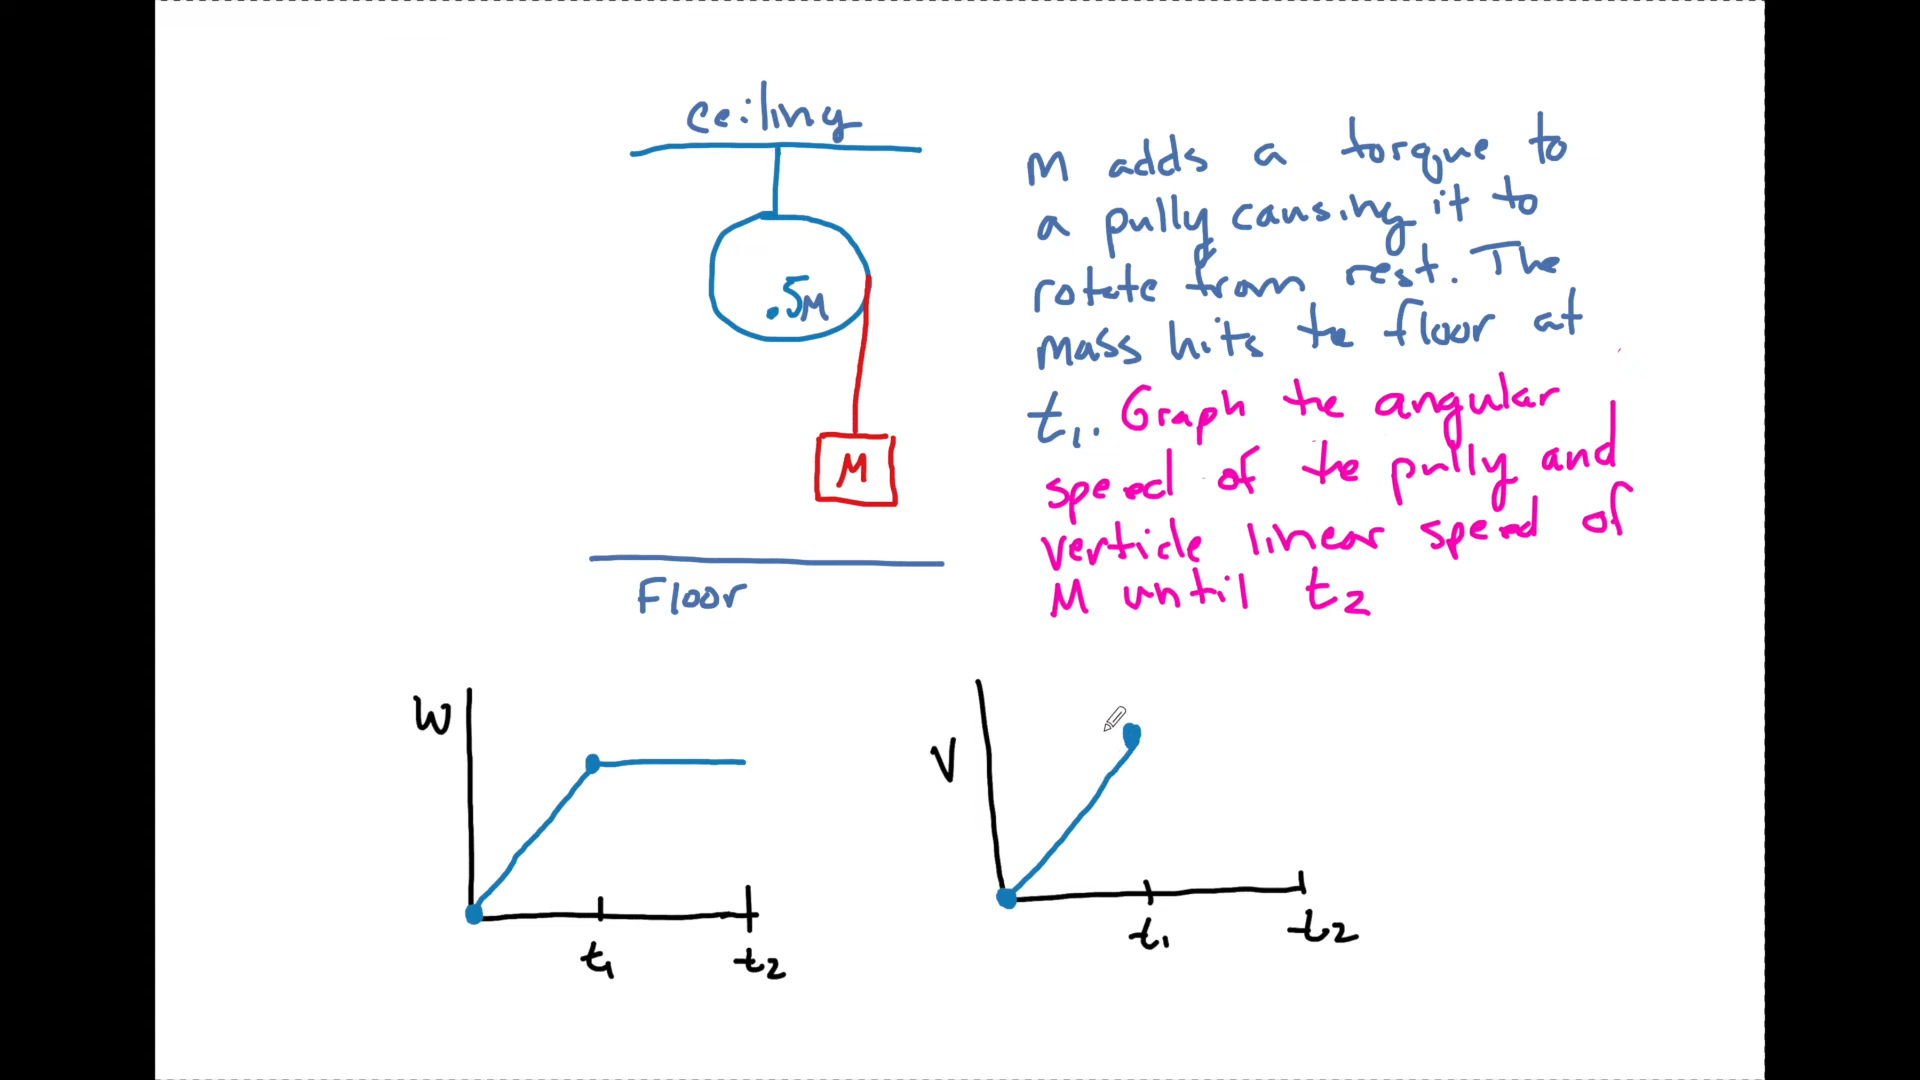 ceiling
.5M
M
Floor
M adds a torque to
a pully causing it to
rotate from rest. The
mass hits the floor at
t1. Graph the angular
speed of the pully and
verticle linear speed of
M until t2
W
t1
t2
V
t1
t2